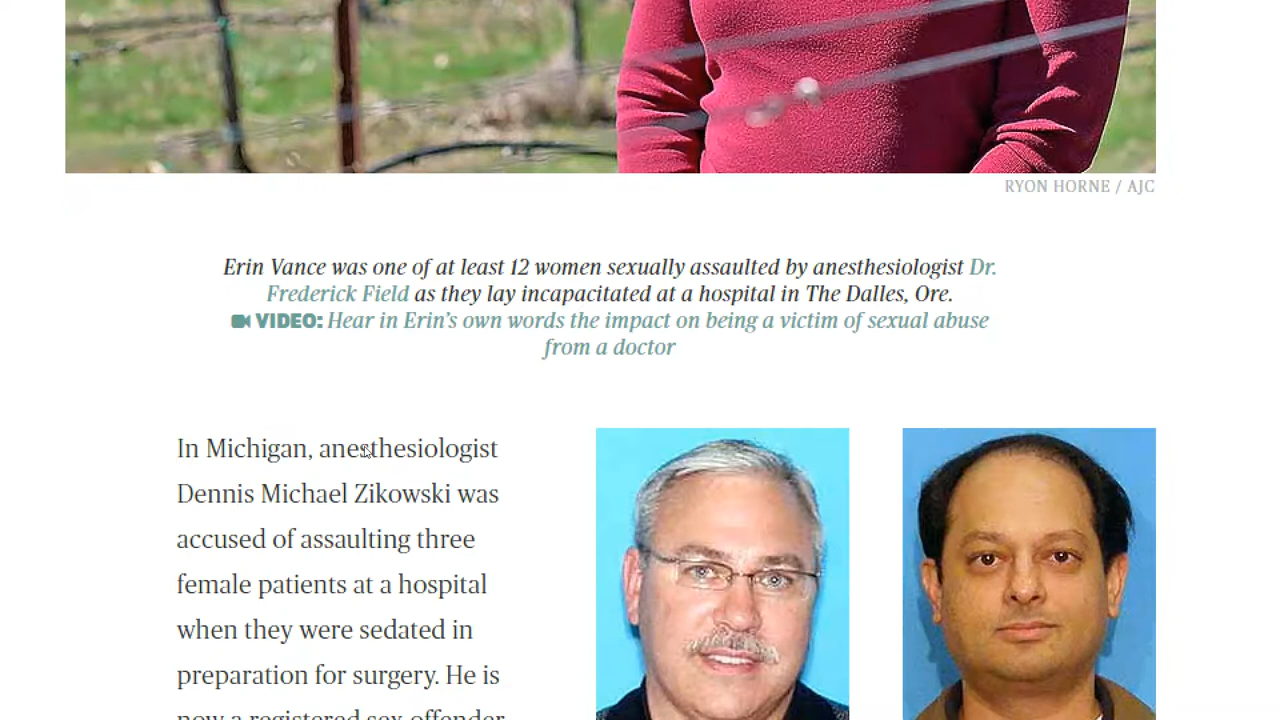 RYON HORNE / AJC
Erin Vance was one of at least 12 women sexually assaulted by anesthesiologist Dr.
Frederick Field as they lay incapacitated at a hospital in The Dalles, Ore.
VIDEO: Hear in Erin's own words the impact on being a victim of sexual abuse
from a doctor
In Michigan, anesthesiologist
Dennis Michael Zikowski was
accused of assaulting three
female patients at a hospital
when they were sedated in
preparation for surgery. He is
now a registered sex offender